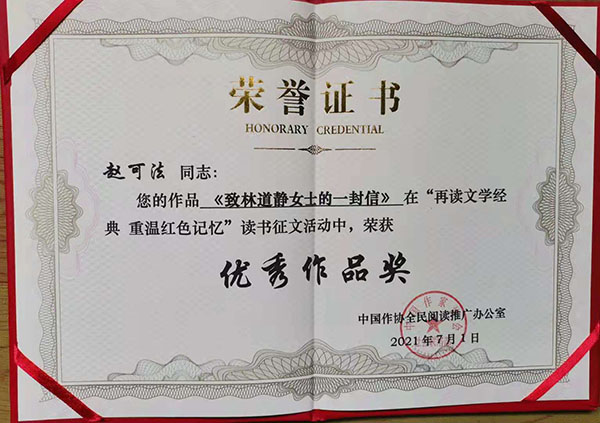 荣誉证书
HONORARY CREDENTIAL
赵可法 同志：
您的作品 《致林道静女士的一封信》 在“再读文学经
典 重温红色记忆”读书征文活动中，荣获
优秀作品奖
中国作协全民阅读推广办公室
2021年7月1日